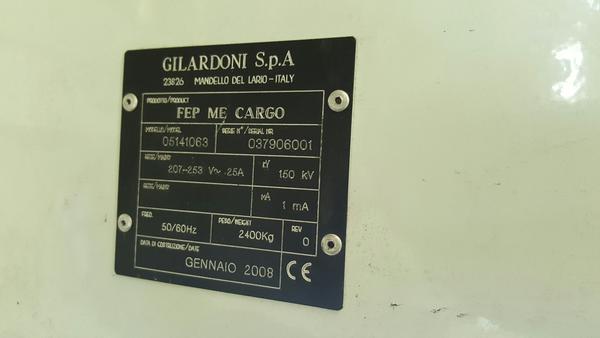 GILARDONI S.p.A
23826 MANDELLO DEL LARIO - ITALY
PRODOTTO/PRODUCT
FEP ME CARGO
MODELLO/MODEL SERIE N°/SERIAL NR
05141063 037906001
RETE/MAINS kV
207÷253 V~ 25A 150 kV
RETE/MAINS mA
1 mA
FREQ. PESO/WEIGHT REV
50/60Hz 2400Kg 0
DATA DI COSTRUZIONE/DATE
GENNAIO 2008 CE